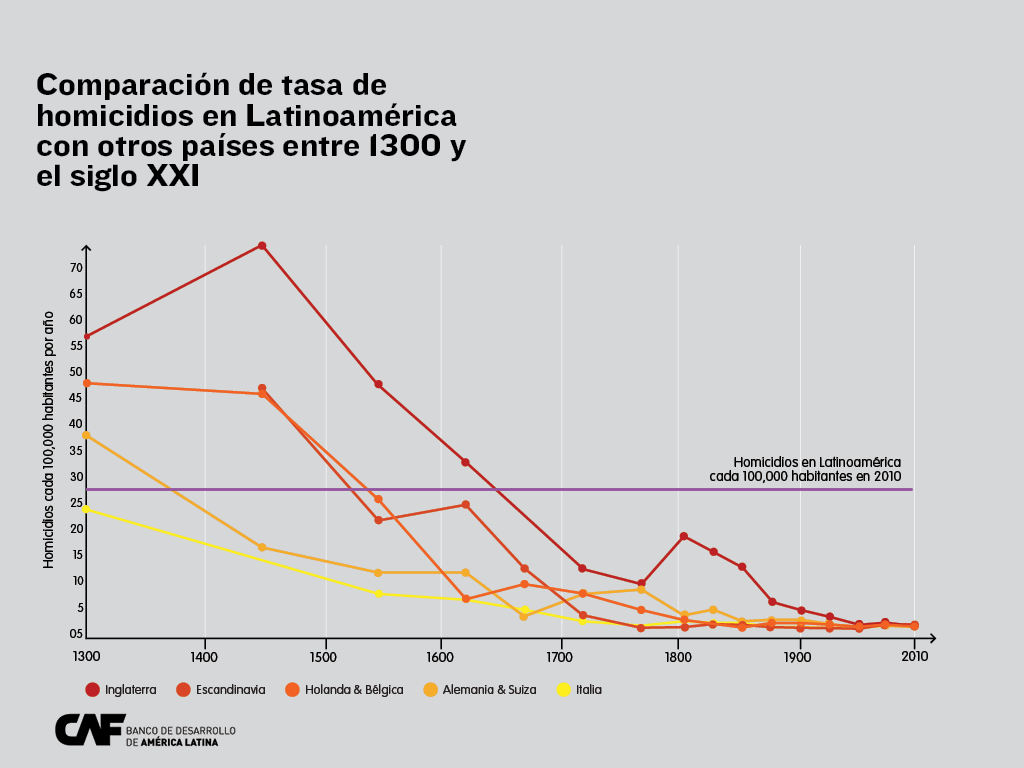 Comparación de tasa de
homicidios en Latinoamérica
con otros países entre 1300 y
el siglo XXI
Homicidios cada 100,000 habitantes por año
70
65
60
55
50
45
40
35
30
25
20
15
10
5
05
Homicidios en Latinoamérica
cada 100,000 habitantes en 2010
1300 1400 1500 1600 1700 1800 1900 2010
Inglaterra Escandinavia Holanda & Bélgica Alemania & Suiza Italia
CAF BANCO DE DESARROLLO
DE AMÉRICA LATINA